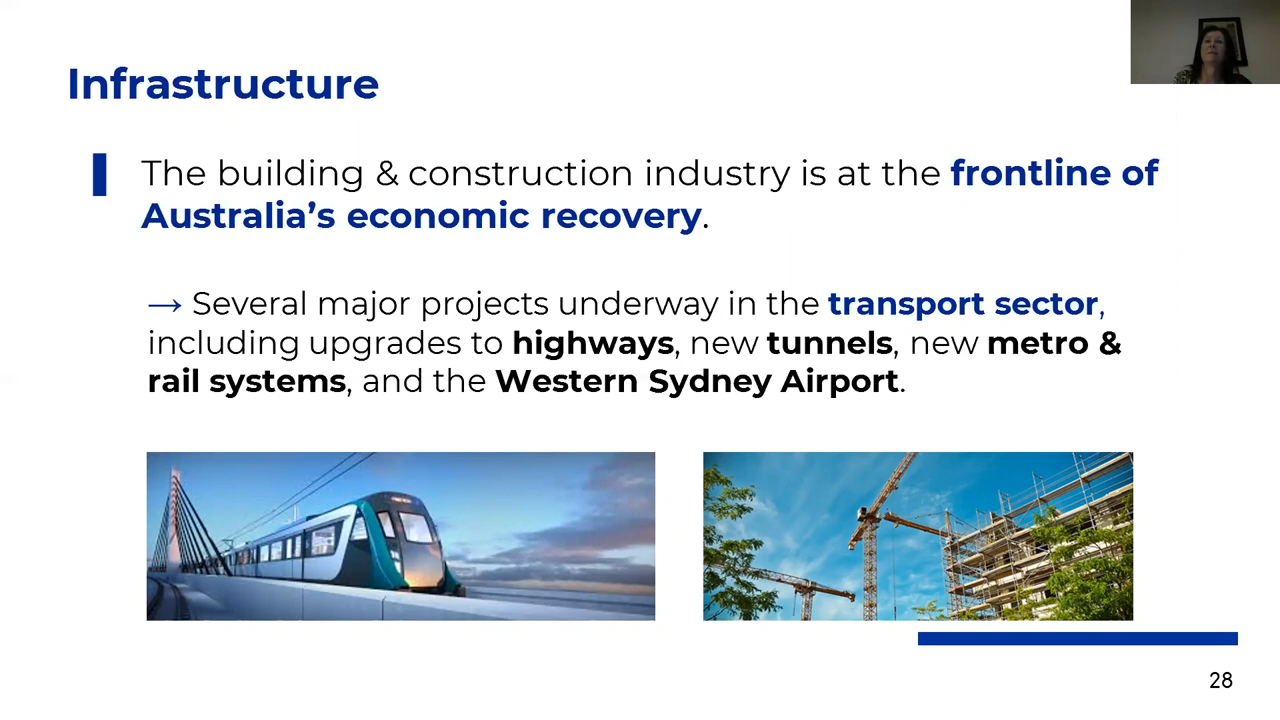 Infrastructure
The building & construction industry is at the frontline of
Australia’s economic recovery.
→ Several major projects underway in the transport sector,
including upgrades to highways, new tunnels, new metro &
rail systems, and the Western Sydney Airport.
28